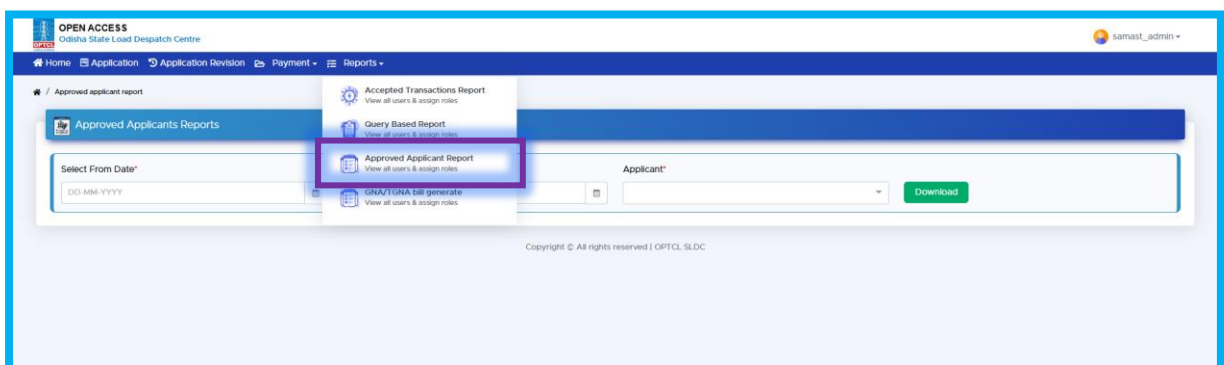 OPEN ACCESS
Odisha State Load Despatch Centre
OPTCL
samast_admin
Home Application Application Revision Payment Reports
/ Approved applicant report
Accepted Transactions Report
View all users & assign roles
Approved Applicants Reports
Query Based Report
View all users & assign roles
Approved Applicant Report
View all users & assign roles
Select From Date*
Applicant*
DD-MM-YYYY
GNA/TGNA bill generate
View all users & assign roles
Download
Copyright © All rights reserved | OPTCL SLDC